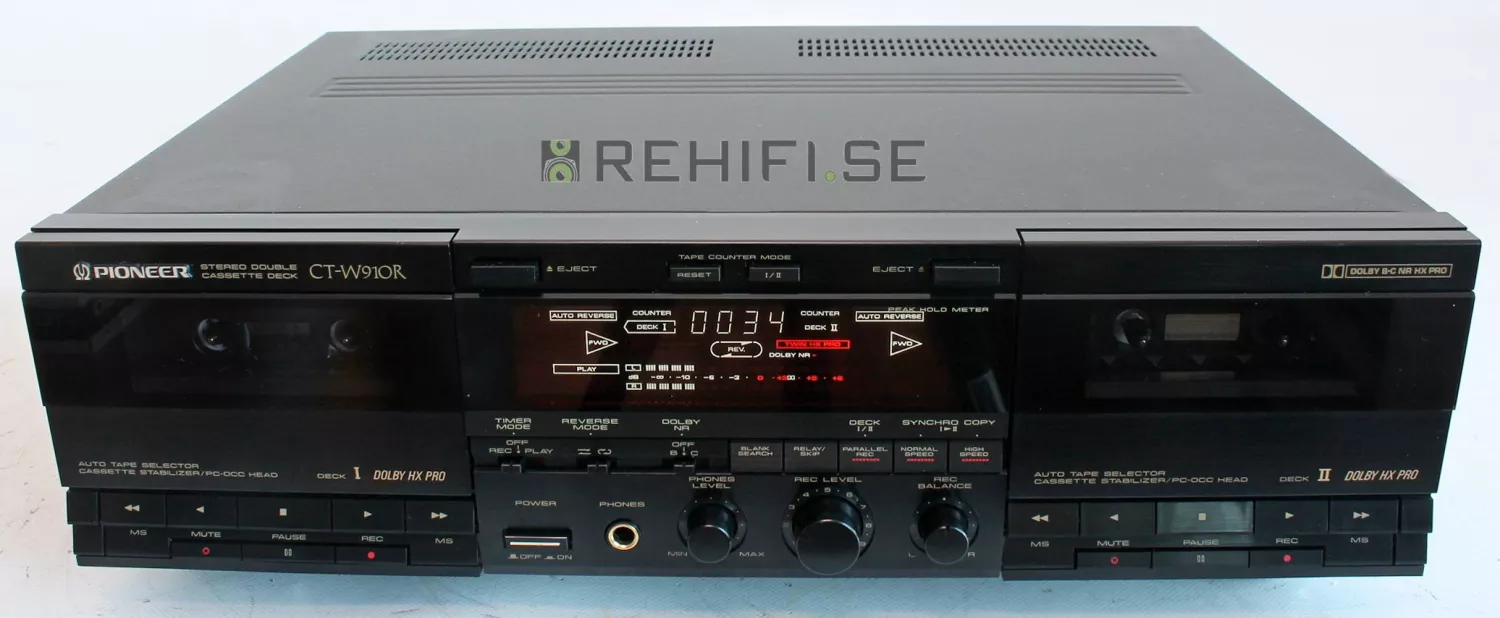 REHIFI.SE
PIONEER STEREO DOUBLE CASSETTE DECK CT-W910R
TAPE COUNTER MODE
EJECT RESET I/II EJECT
DOLBY B-C NR HX PRO
PEAK HOLD METER
AUTO REVERSE COUNTER DECK I 0034 COUNTER DECK II AUTO REVERSE
FWD REV. TWIN HX PRO FWD
DOLBY NR
PLAY
L
dB -∞ · -10 · -6 · -3 · 0
R
TIMER MODE REVERSE MODE DOLBY NR DECK I/II SYNCHRO COPY I▸II
OFF OFF
REC PLAY B C
BLANK SEARCH RELAY/SKIP PARALLEL REC NORMAL SPEED HIGH SPEED
AUTO TAPE SELECTOR
CASSETTE STABILIZER/PC-OCC HEAD DECK I DOLBY HX PRO
AUTO TAPE SELECTOR
CASSETTE STABILIZER/PC-OCC HEAD DECK II DOLBY HX PRO
POWER PHONES PHONES LEVEL REC LEVEL REC BALANCE
3 4 5 6 7 8
OFF ON MIN MAX L R
MS MUTE PAUSE REC MS
MS MUTE PAUSE REC MS